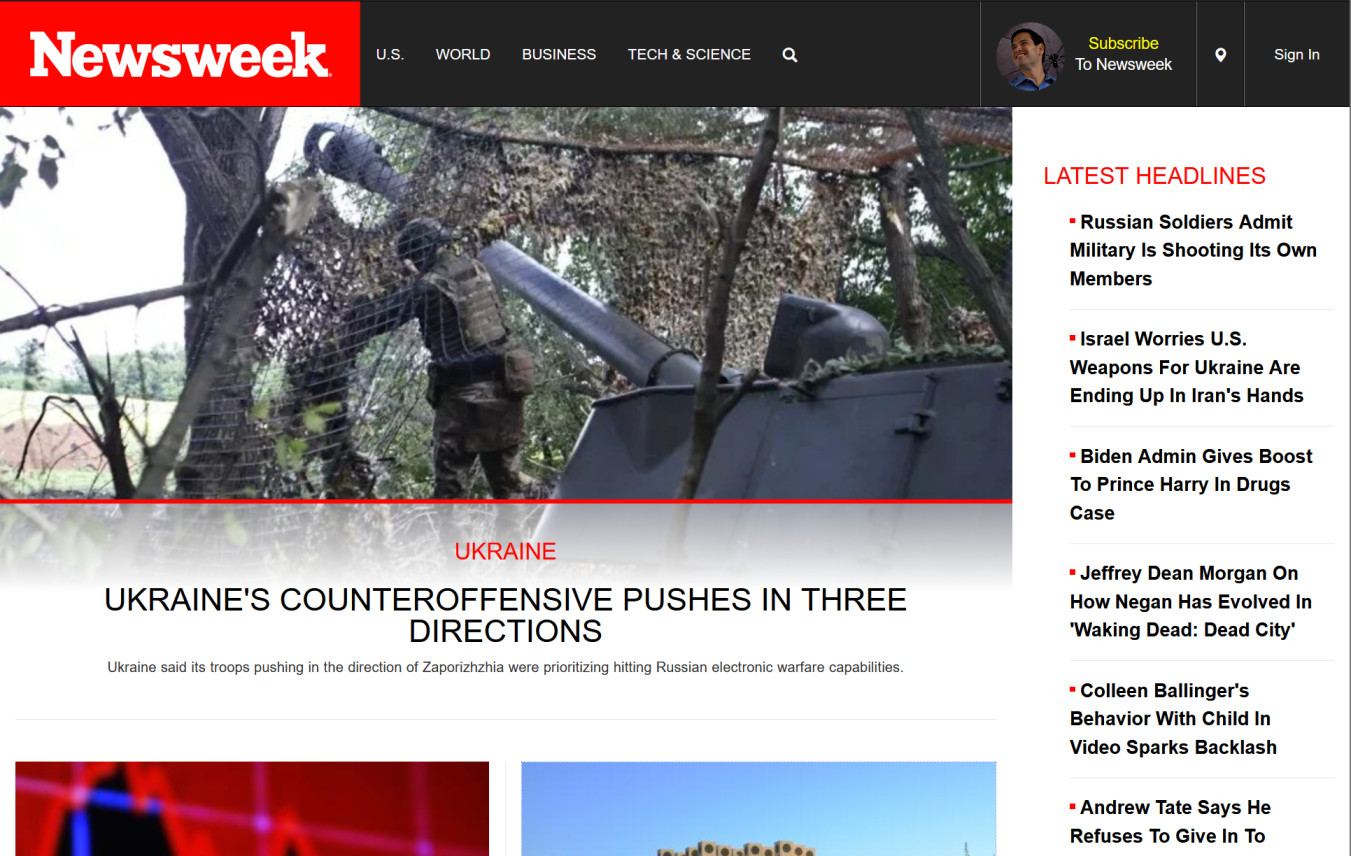 Newsweek
U.S.
WORLD
BUSINESS
TECH & SCIENCE
Subscribe
To Newsweek
Sign In
UKRAINE
UKRAINE'S COUNTEROFFENSIVE PUSHES IN THREE
DIRECTIONS
Ukraine said its troops pushing in the direction of Zaporizhzhia were prioritizing hitting Russian electronic warfare capabilities.
LATEST HEADLINES
Russian Soldiers Admit
Military Is Shooting Its Own
Members
Israel Worries U.S.
Weapons For Ukraine Are
Ending Up In Iran's Hands
Biden Admin Gives Boost
To Prince Harry In Drugs
Case
Jeffrey Dean Morgan On
How Negan Has Evolved In
'Waking Dead: Dead City'
Colleen Ballinger's
Behavior With Child In
Video Sparks Backlash
Andrew Tate Says He
Refuses To Give In To